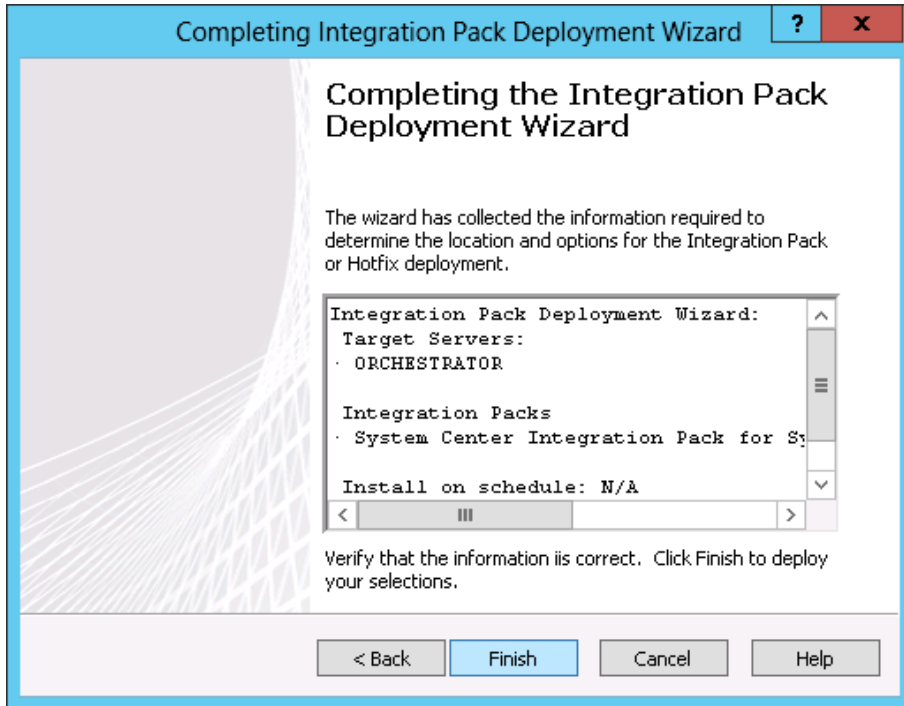 Completing Integration Pack Deployment Wizard
?
x
Completing the Integration Pack
Deployment Wizard
The wizard has collected the information required to
determine the location and options for the Integration Pack
or Hotfix deployment.
Integration Pack Deployment Wizard:
Target Servers:
· ORCHESTRATOR
Integration Packs
· System Center Integration Pack for
Install on schedule: N/A
Verify that the information iis correct.  Click Finish to deploy
your selections.
< Back
Finish
Cancel
Help